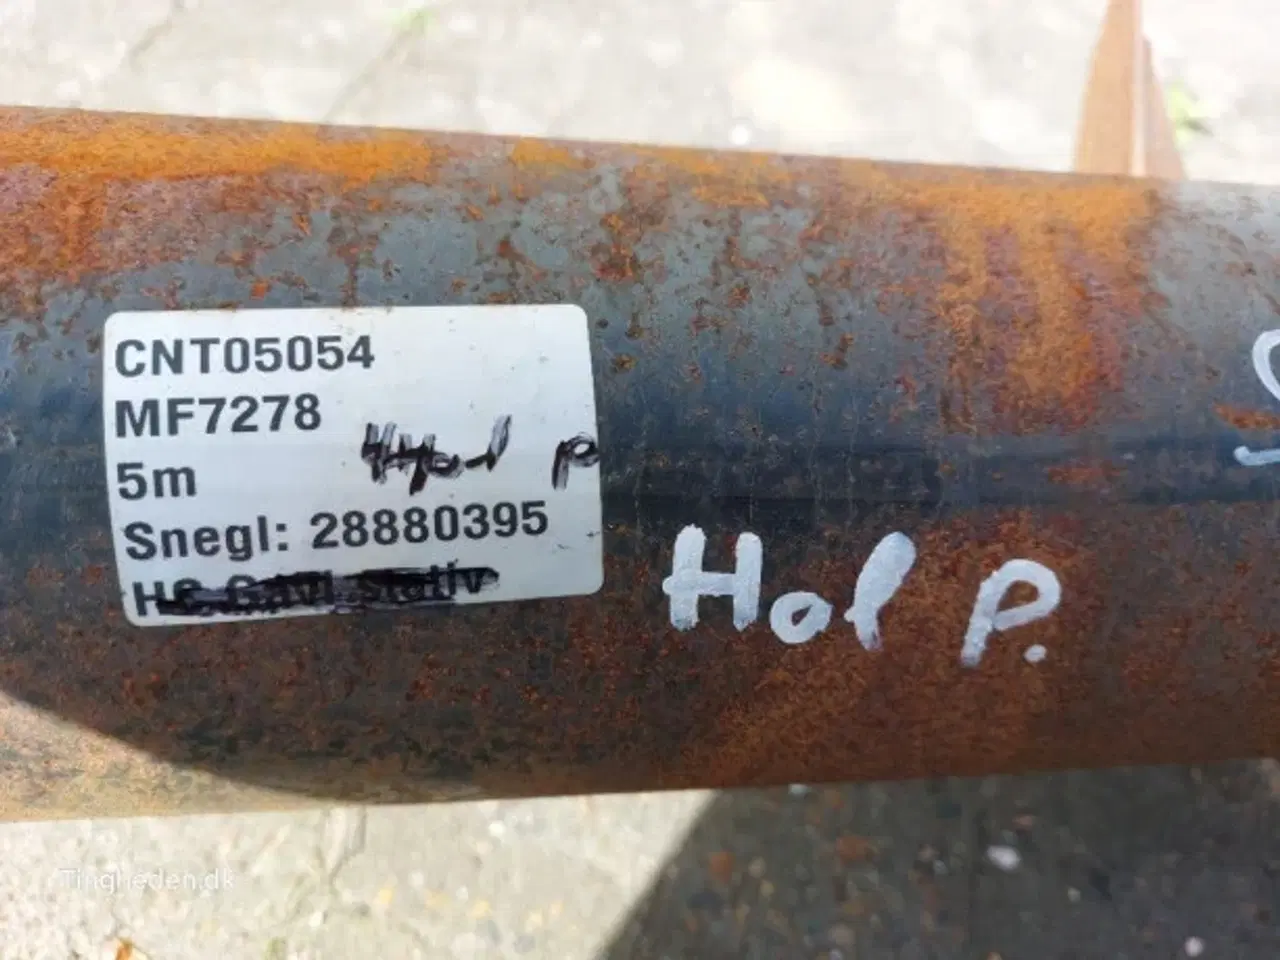 CNT05054
MF7278
5m
Snegl: 28880395
Hol P.
Tingheden.dk